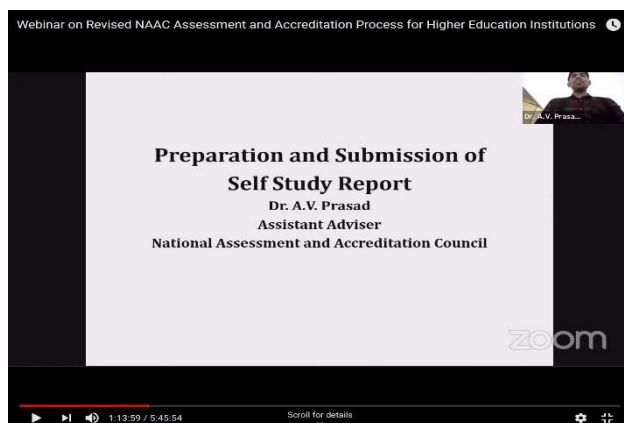 Webinar on Revised NAAC Assessment and Accreditation Process for Higher Education Institutions
Dr. A.V. Prasa...
Preparation and Submission of
Self Study Report
Dr. A.V. Prasad
Assistant Adviser
National Assessment and Accreditation Council
zoom
1:13:59 / 5:45:54
Scroll for details